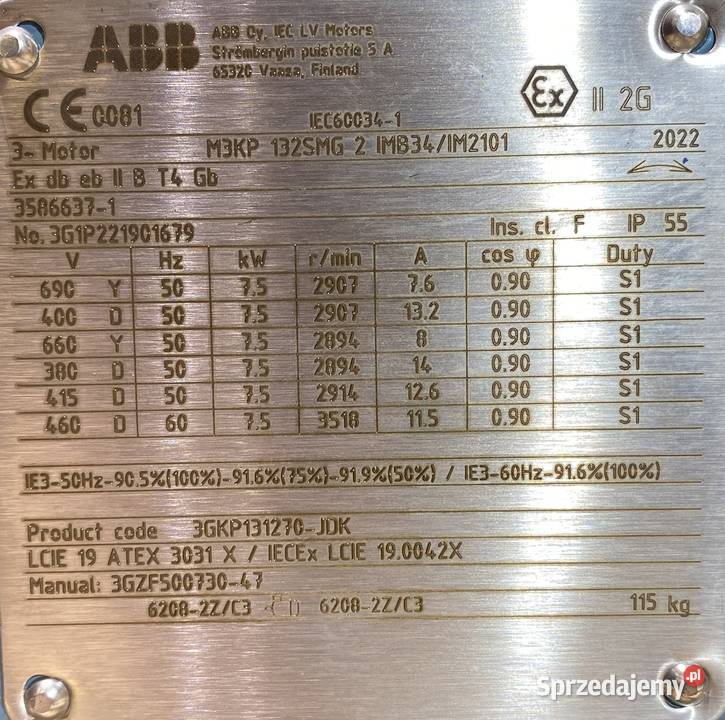 ABB
ABB Oy, IEC LV Motors
Strömbergin puistotie 5 A
65320 Vaasa, Finland
CE 0081
IEC60034-1
Ex II 2G
3~ Motor M3KP 132SMG 2 IMB34/IM2101 2022
Ex db eb II B T4 Gb
3586637-1
No. 3G1P221901679 Ins. cl. F IP 55
V Hz kW r/min A cos φ Duty
690 Y 50 7.5 2907 7.6 0.90 S1
400 D 50 7.5 2907 13.2 0.90 S1
660 Y 50 7.5 2894 8 0.90 S1
380 D 50 7.5 2894 14 0.90 S1
415 D 50 7.5 2914 12.6 0.90 S1
460 D 60 7.5 3518 11.5 0.90 S1
IE3-50Hz-90.5%(100%)-91.6%(75%)-91.9%(50%) / IE3-60Hz-91.6%(100%)
Product code 3GKP131270-JDK
LCIE 19 ATEX 3031 X / IECEx LCIE 19.0042X
Manual: 3GZF500730-47
6208-2Z/C3 6208-2Z/C3 115 kg
Sprzedajemy.pl